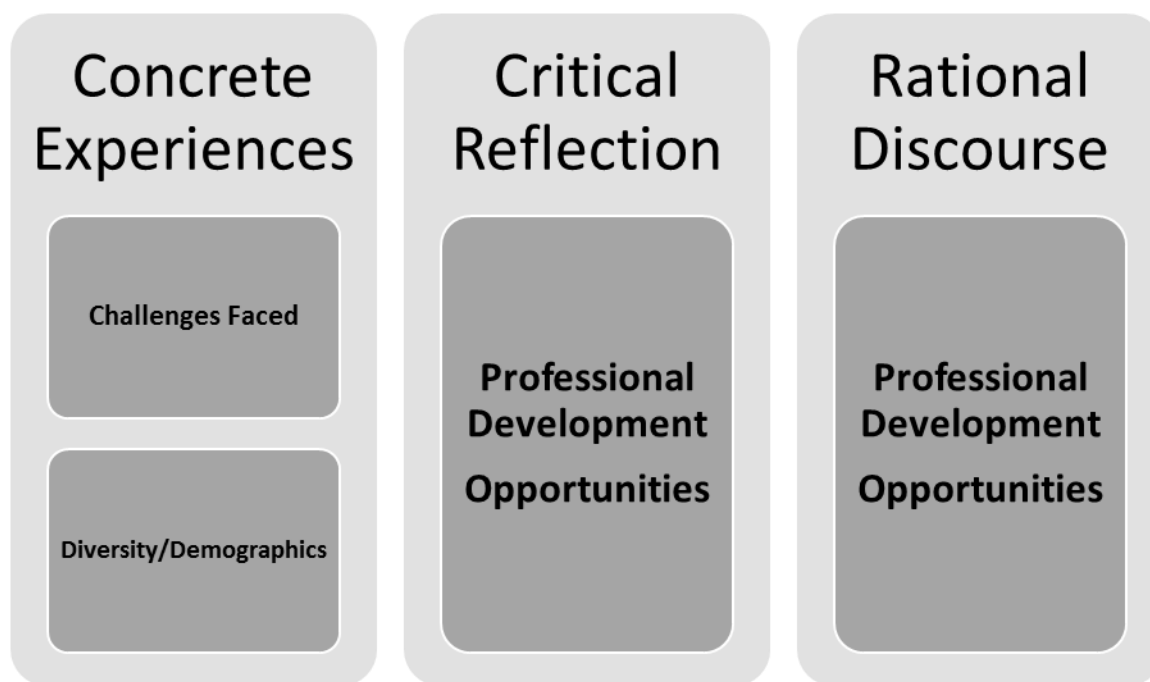 Concrete
Experiences
Challenges Faced
Diversity/Demographics
Critical
Reflection
Professional
Development
Opportunities
Rational
Discourse
Professional
Development
Opportunities